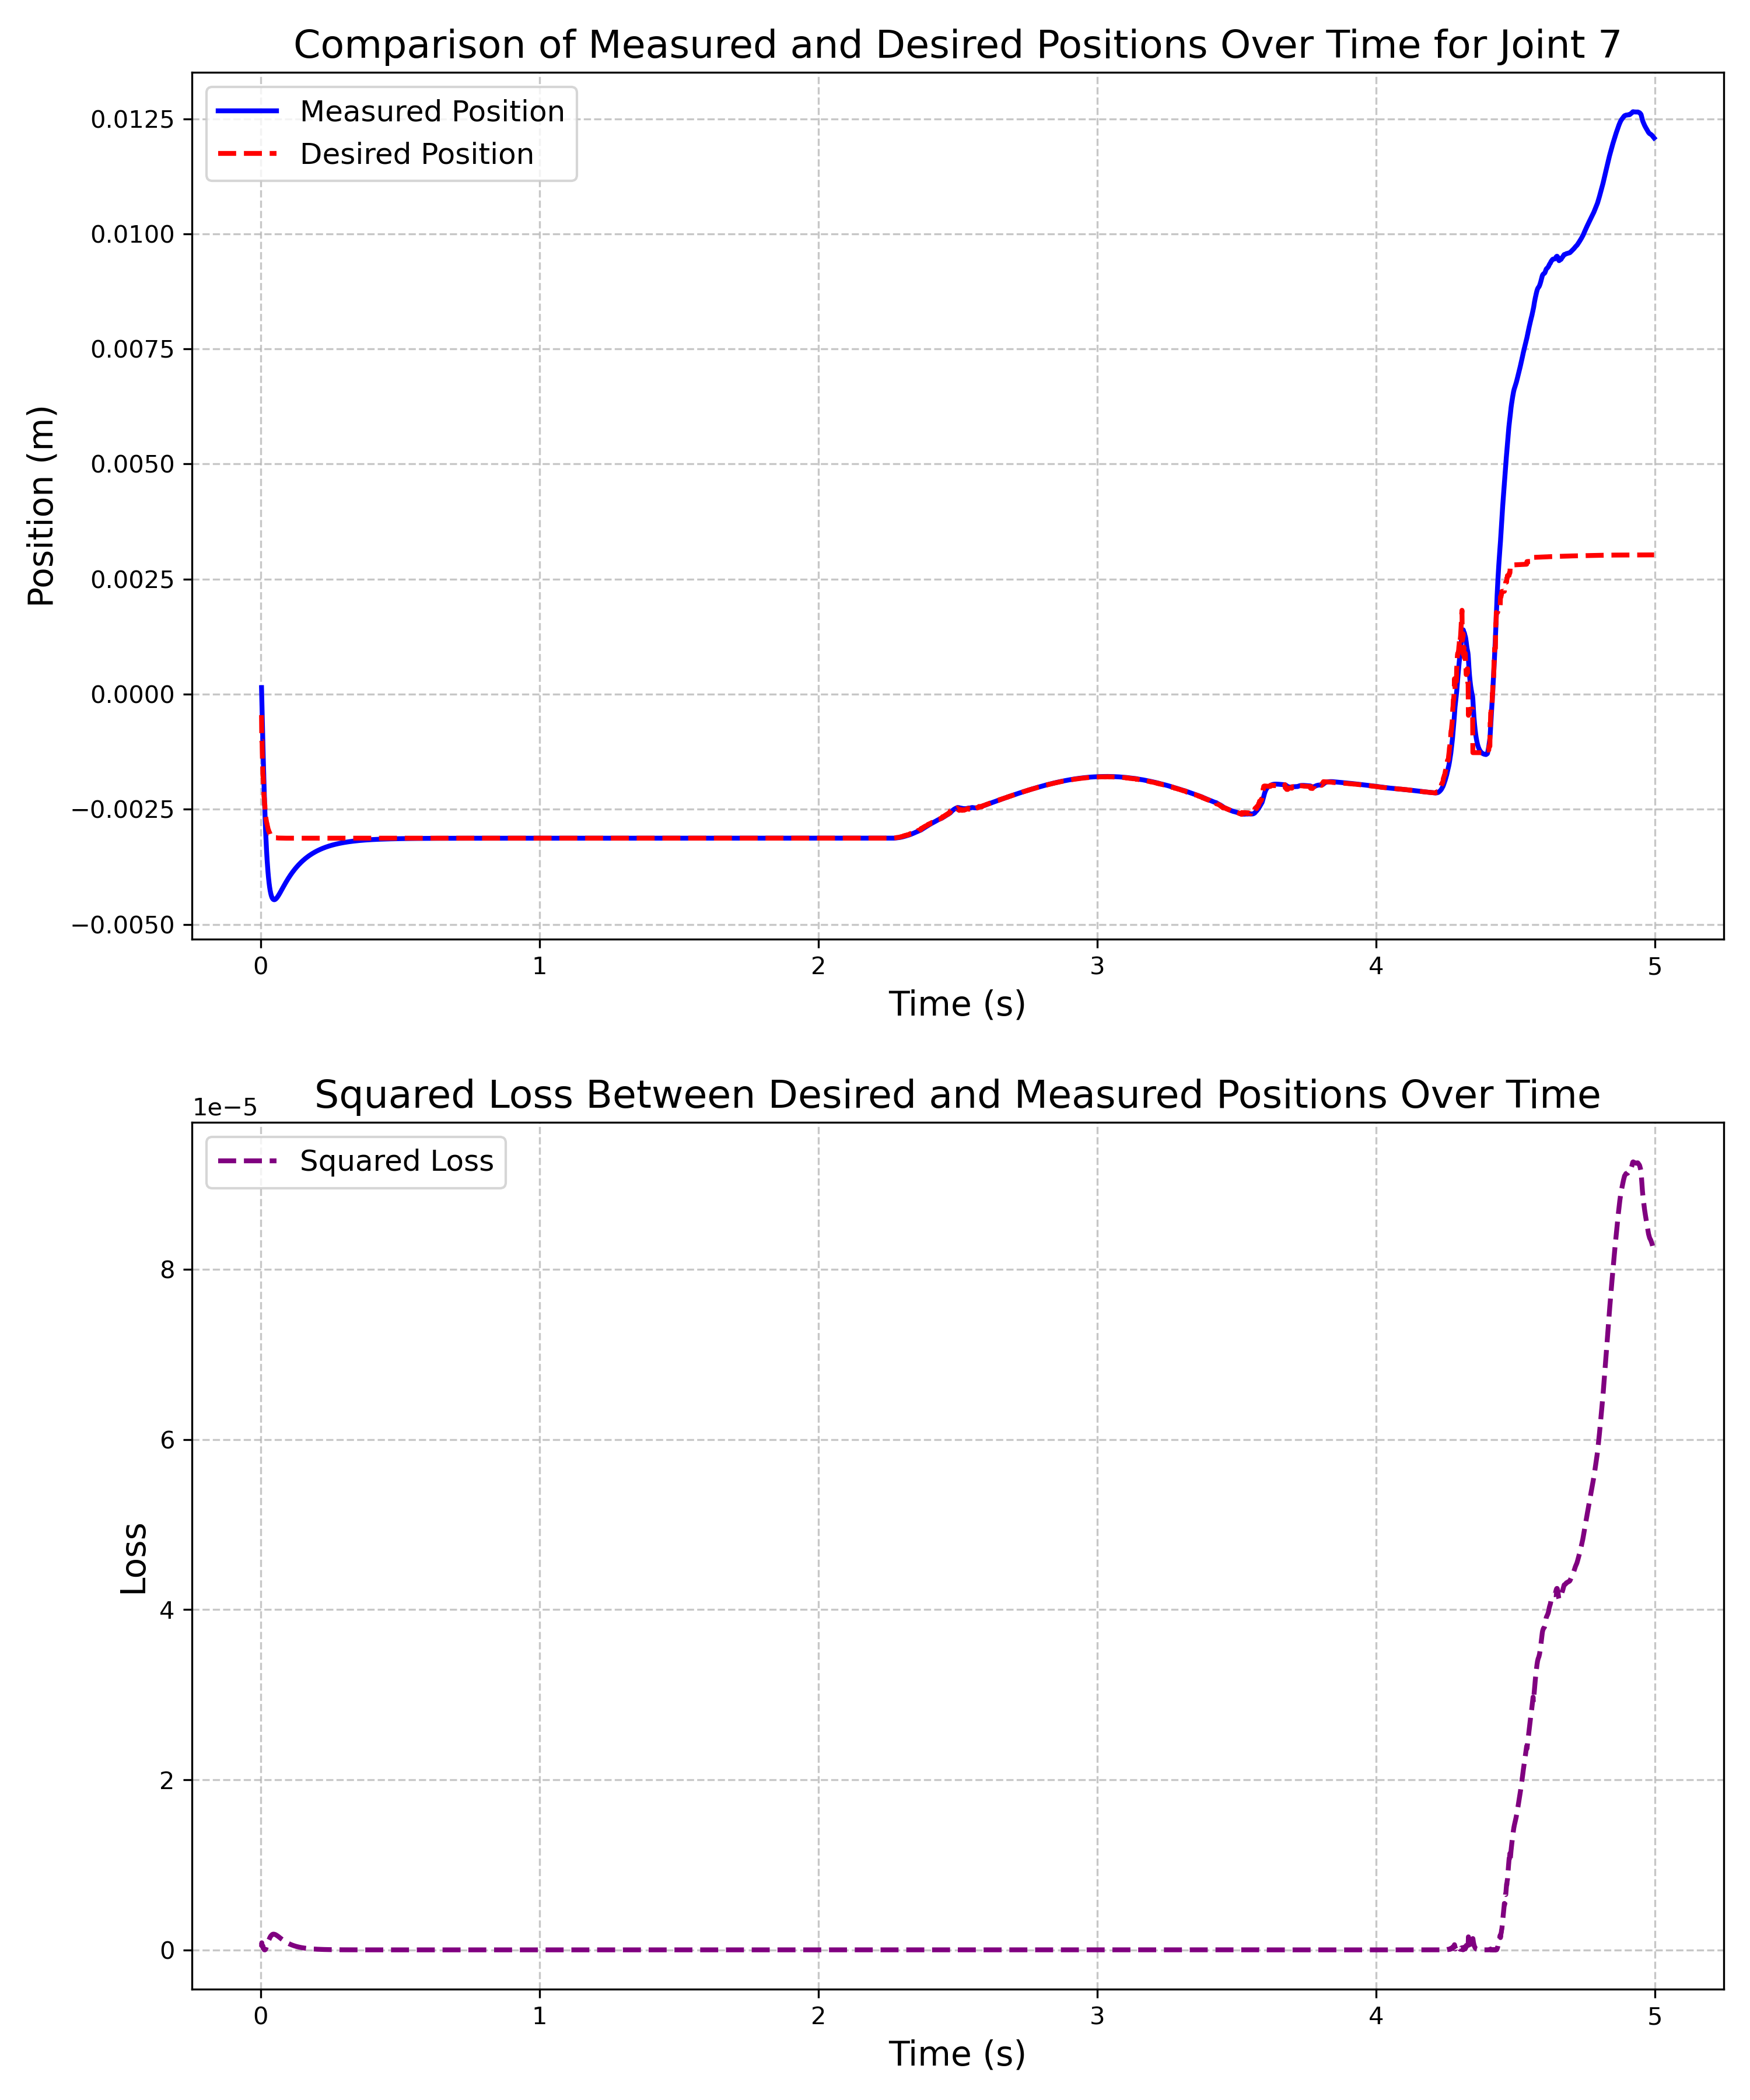 Comparison of Measured and Desired Positions Over Time for Joint 7
Measured Position
Desired Position
0.0125
0.0100
0.0075
0.0050
0.0025
0.0000
−0.0025
−0.0050
Position (m)
0 1 2 3 4 5
Time (s)
Squared Loss Between Desired and Measured Positions Over Time
1e−5
Squared Loss
8
6
4
2
0
Loss
0 1 2 3 4 5
Time (s)